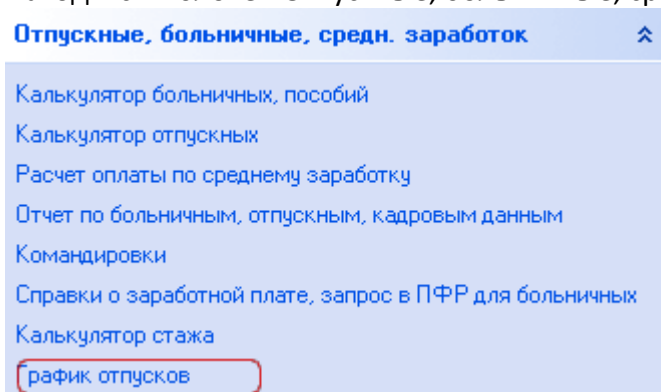 Отпускные, больничные, средн. заработок
Калькулятор больничных, пособий
Калькулятор отпускных
Расчет оплаты по среднему заработку
Отчет по больничным, отпускным, кадровым данным
Командировки
Справки о заработной плате, запрос в ПФР для больничных
Калькулятор стажа
График отпусков